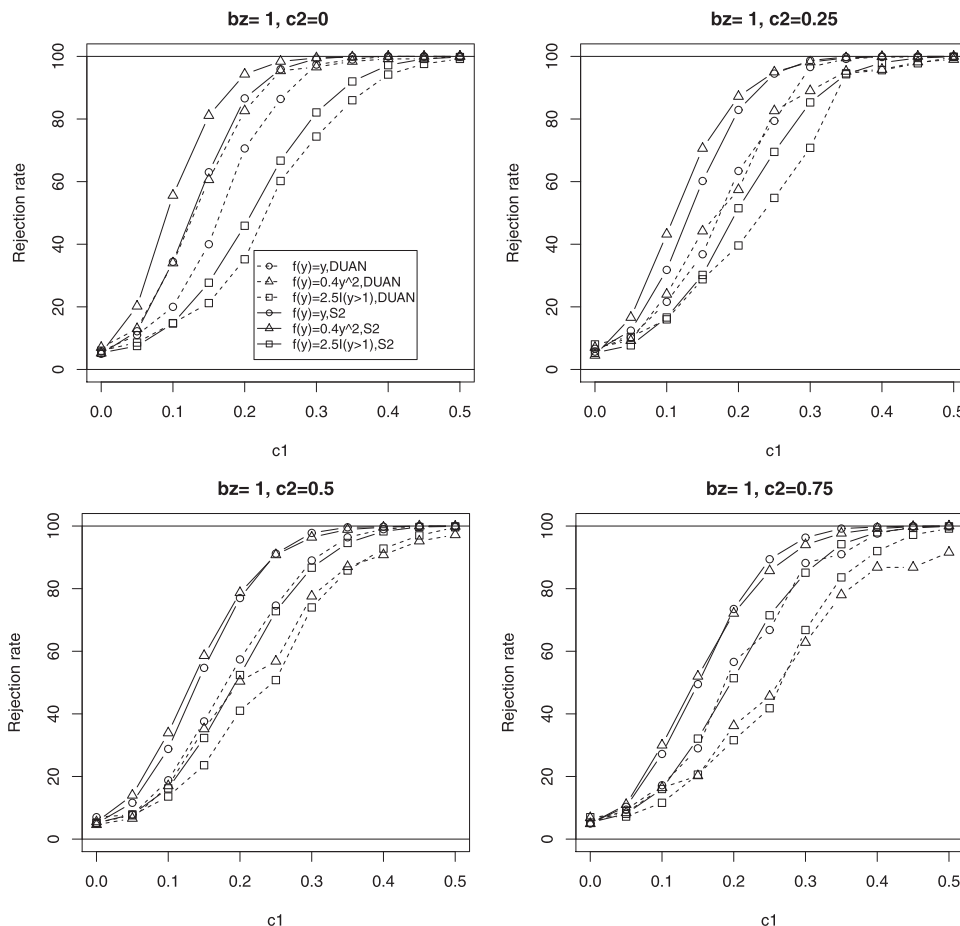 bz= 1, c2=0
Rejection rate
0 20 40 60 80 100
f(y)=y,DUAN
f(y)=0.4y^2,DUAN
f(y)=2.5I(y>1),DUAN
f(y)=y,S2
f(y)=0.4y^2,S2
f(y)=2.5I(y>1),S2
0.0 0.1 0.2 0.3 0.4 0.5
c1
bz= 1, c2=0.25
Rejection rate
0 20 40 60 80 100
0.0 0.1 0.2 0.3 0.4 0.5
c1
bz= 1, c2=0.5
Rejection rate
0 20 40 60 80 100
0.0 0.1 0.2 0.3 0.4 0.5
c1
bz= 1, c2=0.75
Rejection rate
0 20 40 60 80 100
0.0 0.1 0.2 0.3 0.4 0.5
c1